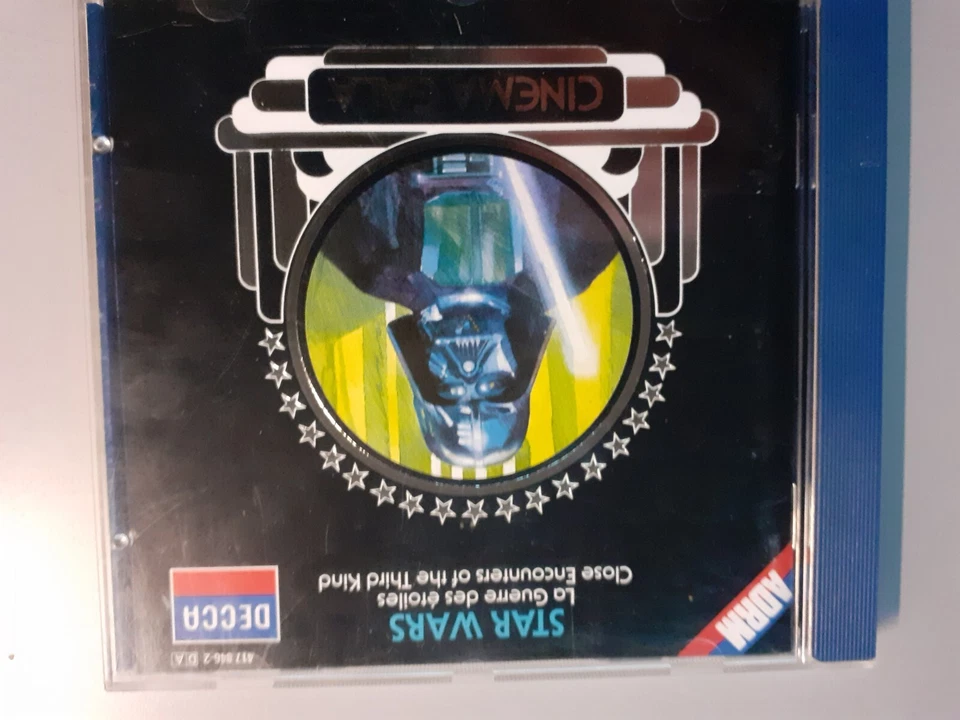 417 846-2 DA
STAR WARS
La Guerre des étoiles
Close Encounters of the Third Kind
DECCA
ADRM
CINEMA GALA